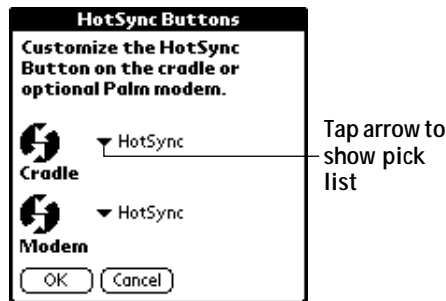 HotSync Buttons
Customize the HotSync
Button on the cradle or
optional Palm modem.
HotSync
Cradle
HotSync
Modem
OK
Cancel
Tap arrow to
show pick
list